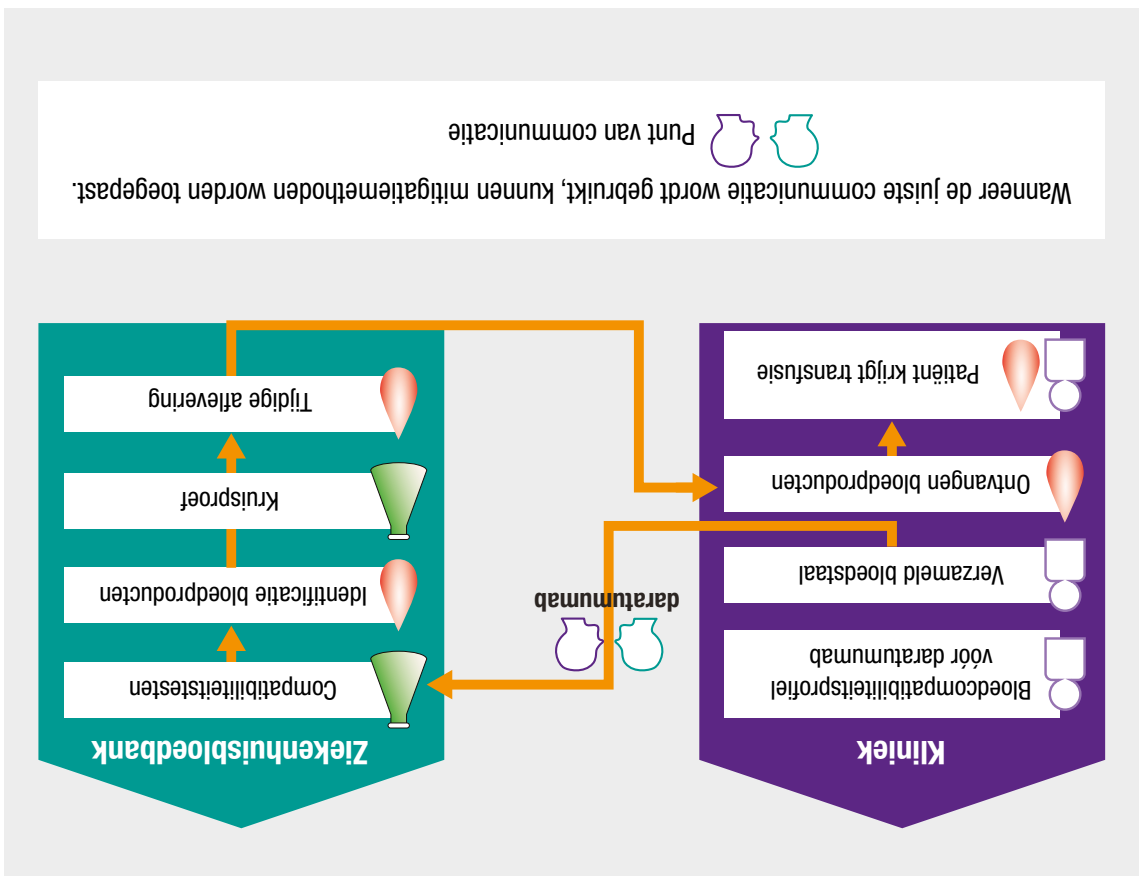 Kliniek
Bloedcompatibiliteitsprofiel
vóór daratumumab
Verzameld bloedstaal
Ontvangen bloedproducten
Patiënt krijgt transfusie
daratumumab
Ziekenhuisbloedbank
Compatibiliteitstesten
Identificatie bloedproducten
Kruisproef
Tijdige aflevering
Wanneer de juiste communicatie wordt gebruikt, kunnen mitigatiemethoden worden toegepast.
Punt van communicatie